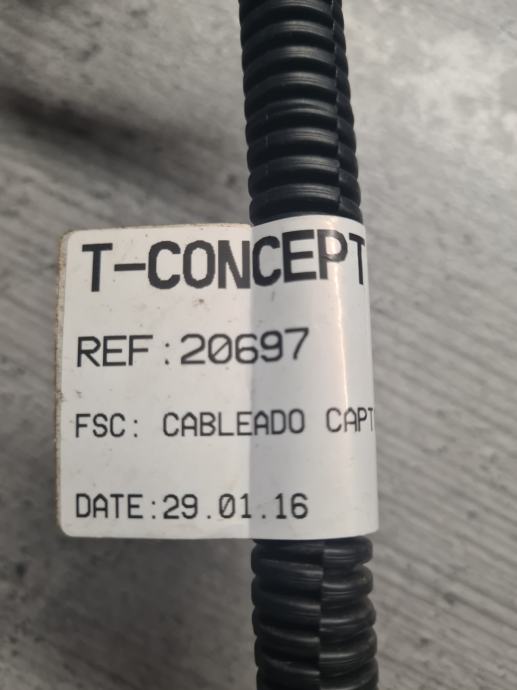 T-CONCEPT
REF:20697
FSC: CABLEADO CAPT
DATE:29.01.16